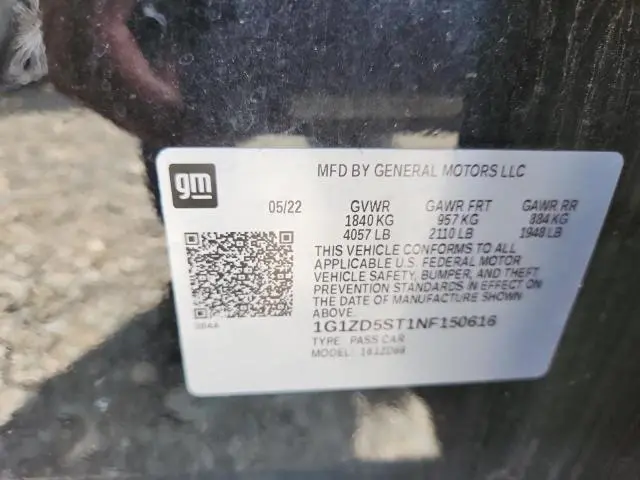 gm
MFD BY GENERAL MOTORS LLC
05/22 GVWR GAWR FRT GAWR RR
1840 KG 957 KG 884 KG
4057 LB 2110 LB 1948 LB
THIS VEHICLE CONFORMS TO ALL
APPLICABLE U.S. FEDERAL MOTOR
VEHICLE SAFETY, BUMPER, AND THEFT
PREVENTION STANDARDS IN EFFECT ON
THE DATE OF MANUFACTURE SHOWN
ABOVE.
1G1ZD5ST1NF150616
TYPE: PASS CAR
MODEL: